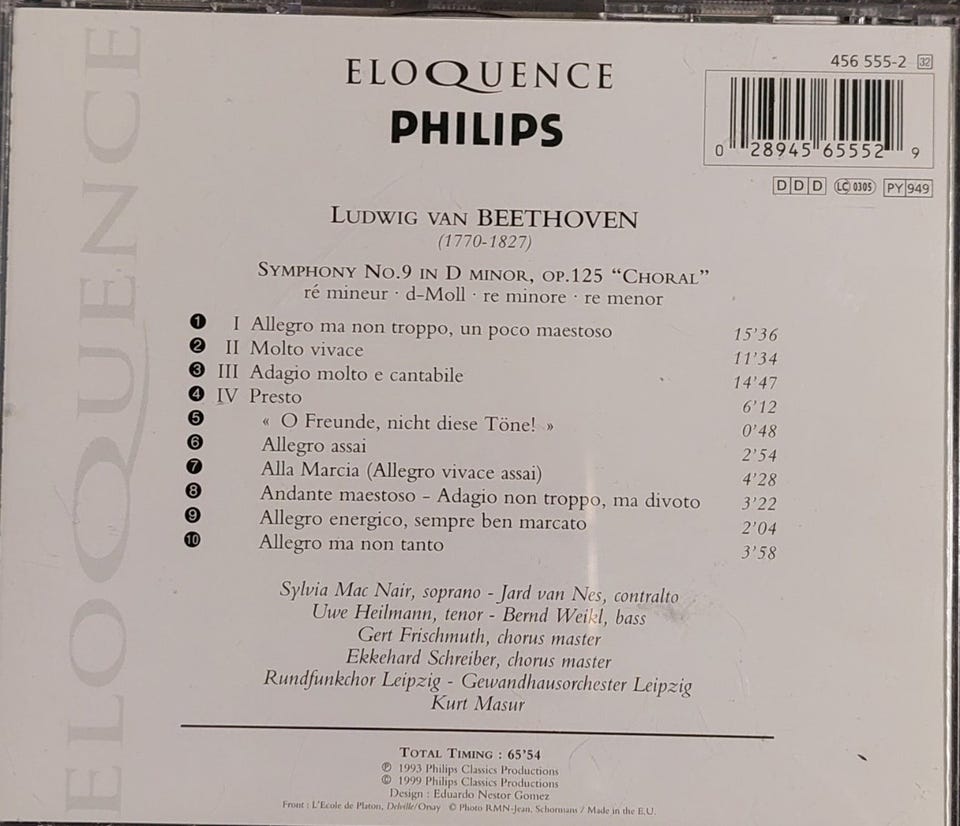 ELOQUENCE
ELOQUENCE
PHILIPS
456 555-2 32
0 28945 65552 9
D D D LC 0305 PY 949
LUDWIG VAN BEETHOVEN
(1770-1827)
SYMPHONY NO.9 IN D MINOR, OP.125 “CHORAL”
ré mineur · d-Moll · re minore · re menor
1 I Allegro ma non troppo, un poco maestoso 15’36
2 II Molto vivace 11’34
3 III Adagio molto e cantabile 14’47
4 IV Presto 6’12
5 « O Freunde, nicht diese Töne! » 0’48
6 Allegro assai 2’54
7 Alla Marcia (Allegro vivace assai) 4’28
8 Andante maestoso – Adagio non troppo, ma divoto 3’22
9 Allegro energico, sempre ben marcato 2’04
10 Allegro ma non tanto 3’58
Sylvia Mac Nair, soprano - Jard van Nes, contralto
Uwe Heilmann, tenor - Bernd Weikl, bass
Gert Frischmuth, chorus master
Ekkehard Schreiber, chorus master
Rundfunkchor Leipzig - Gewandhausorchester Leipzig
Kurt Masur
TOTAL TIMING : 65’54
℗ 1993 Philips Classics Productions
© 1999 Philips Classics Productions
Design : Eduardo Nestor Gomez
Front : L’Ecole de Platon, Delville/Orsay © Photo RMN-Jean, Schormans / Made in the E.U.